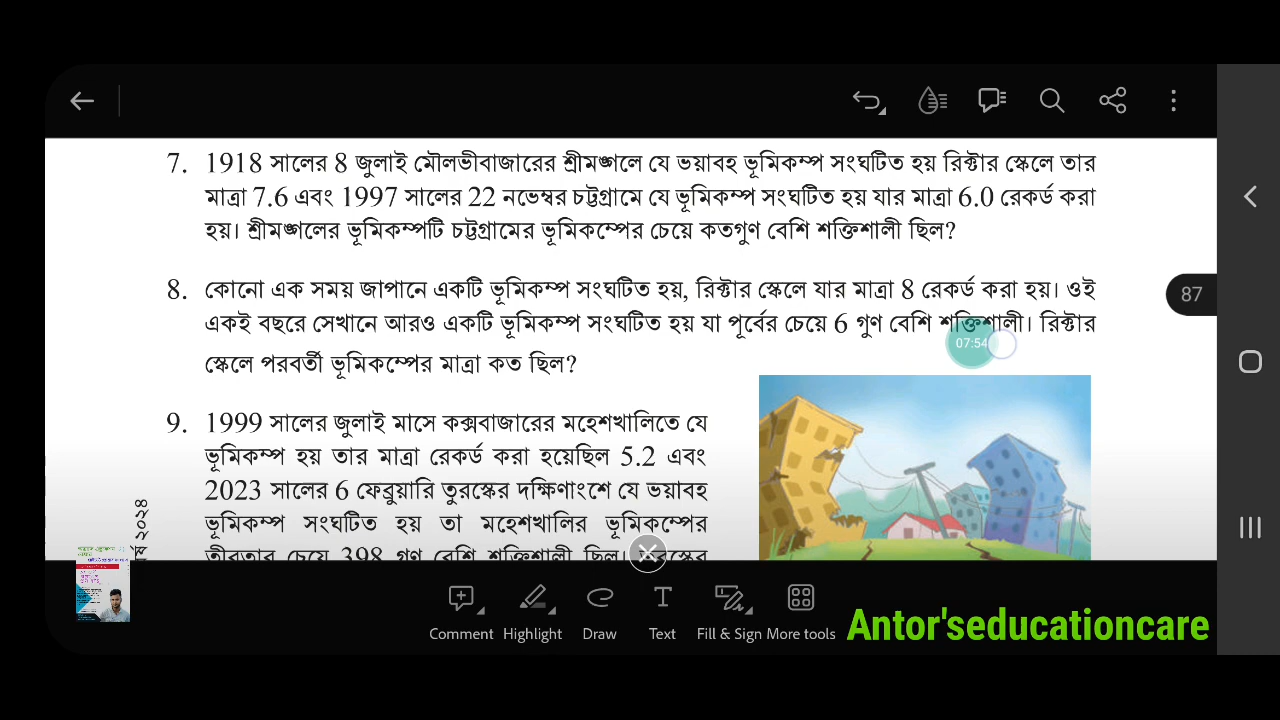 7. 1918 সালের 8 জুলাই মৌলভীবাজারের শ্রীমঙ্গলে যে ভয়াবহ ভূমিকম্প সংঘটিত হয় রিক্টার স্কেলে তার
মাত্রা 7.6 এবং 1997 সালের 22 নভেম্বর চট্টগ্রামে যে ভূমিকম্প সংঘটিত হয় যার মাত্রা 6.0 রেকর্ড করা
হয়। শ্রীমঙ্গলের ভূমিকম্পটি চট্টগ্রামের ভূমিকম্পের চেয়ে কতগুণ বেশি শক্তিশালী ছিল?
8. কোনো এক সময় জাপানে একটি ভূমিকম্প সংঘটিত হয়, রিক্টার স্কেলে যার মাত্রা 8 রেকর্ড করা হয়। ওই
87
একই বছরে সেখানে আরও একটি ভূমিকম্প সংঘটিত হয় যা পূর্বের চেয়ে 6 গুণ বেশি শক্তিশালী। রিক্টার
07:54
স্কেলে পরবর্তী ভূমিকম্পের মাত্রা কত ছিল?
9. 1999 সালের জুলাই মাসে কক্সবাজারের মহেশখালিতে যে
ভূমিকম্প হয় তার মাত্রা রেকর্ড করা হয়েছিল 5.2 এবং
2023 সালের 6 ফেব্রুয়ারি তুরস্কের দক্ষিণাংশে যে ভয়াবহ
ভূমিকম্প সংঘটিত হয় তা মহেশখালির ভূমিকম্পের
তীব্রতার চেয়ে 398 গুণ বেশি শক্তিশালী ছিল। তুরস্কের
২০২৪
Comment Highlight Draw Text Fill & Sign More tools
Antor'seducationcare